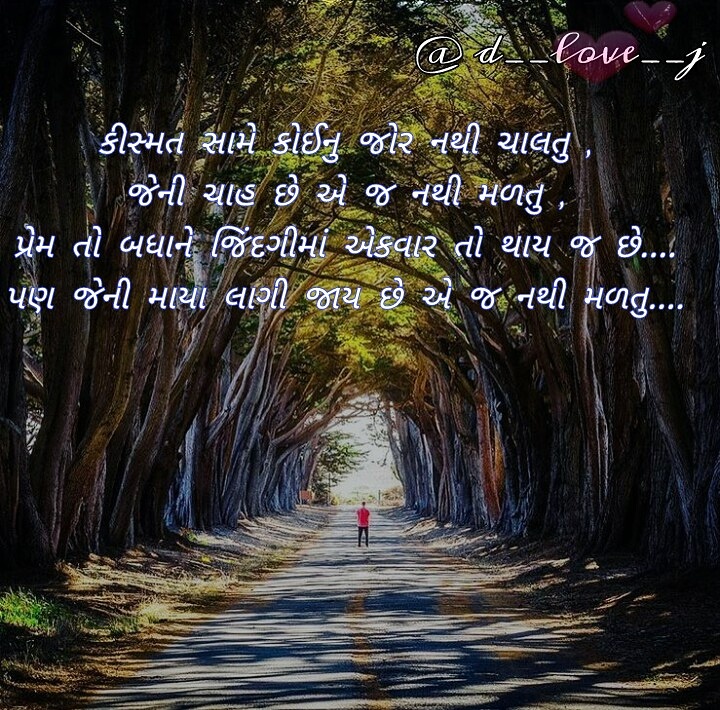 @ d__love__j
કીસ્મત સામે કોઈનુ જોર નથી ચાલતુ ,
જેની ચાહ છે એ જ નથી મળતુ ,
પ્રેમ તો બધાને જિંદગીમાં એકવાર તો થાય જ છે....
પણ જેની માયા લાગી જાય છે એ જ નથી મળતુ....